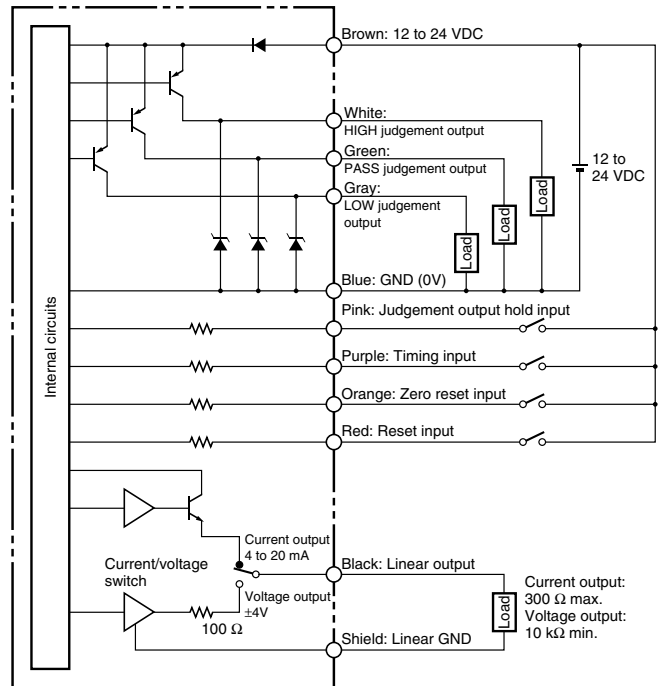 Brown: 12 to 24 VDC
White:
HIGH judgement output
Green:
PASS judgement output
Gray:
LOW judgement
output
Load
Load
Load
12 to
24 VDC
Blue: GND (0V)
Internal circuits
Pink: Judgement output hold input
Purple: Timing input
Orange: Zero reset input
Red: Reset input
Current output
4 to 20 mA
Current/voltage
switch
Black: Linear output
Voltage output
±4V
100 Ω
Load
Current output:
300 Ω max.
Voltage output:
10 kΩ min.
Shield: Linear GND